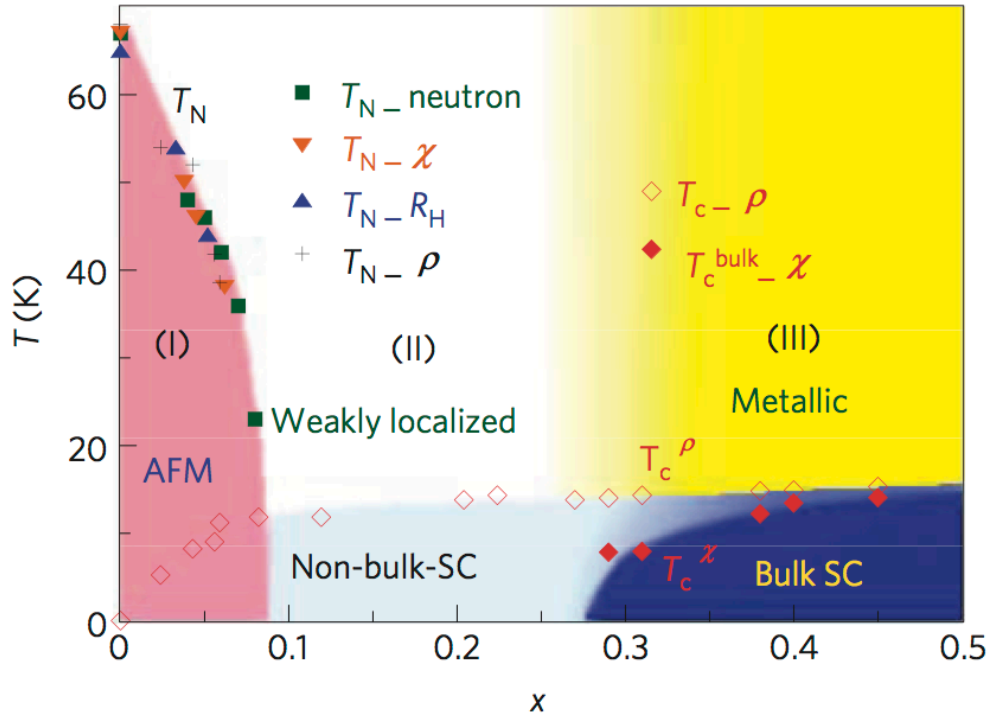 60
40
20
0
T (K)
T_N
T_N – neutron
T_N – χ
T_N – R_H
T_N – ρ
T_c – ρ
T_c^bulk – χ
(I)
(II)
(III)
Weakly localized
Metallic
AFM
T_c^ρ
Non-bulk-SC
T_c^χ
Bulk SC
0
0.1
0.2
0.3
0.4
0.5
x